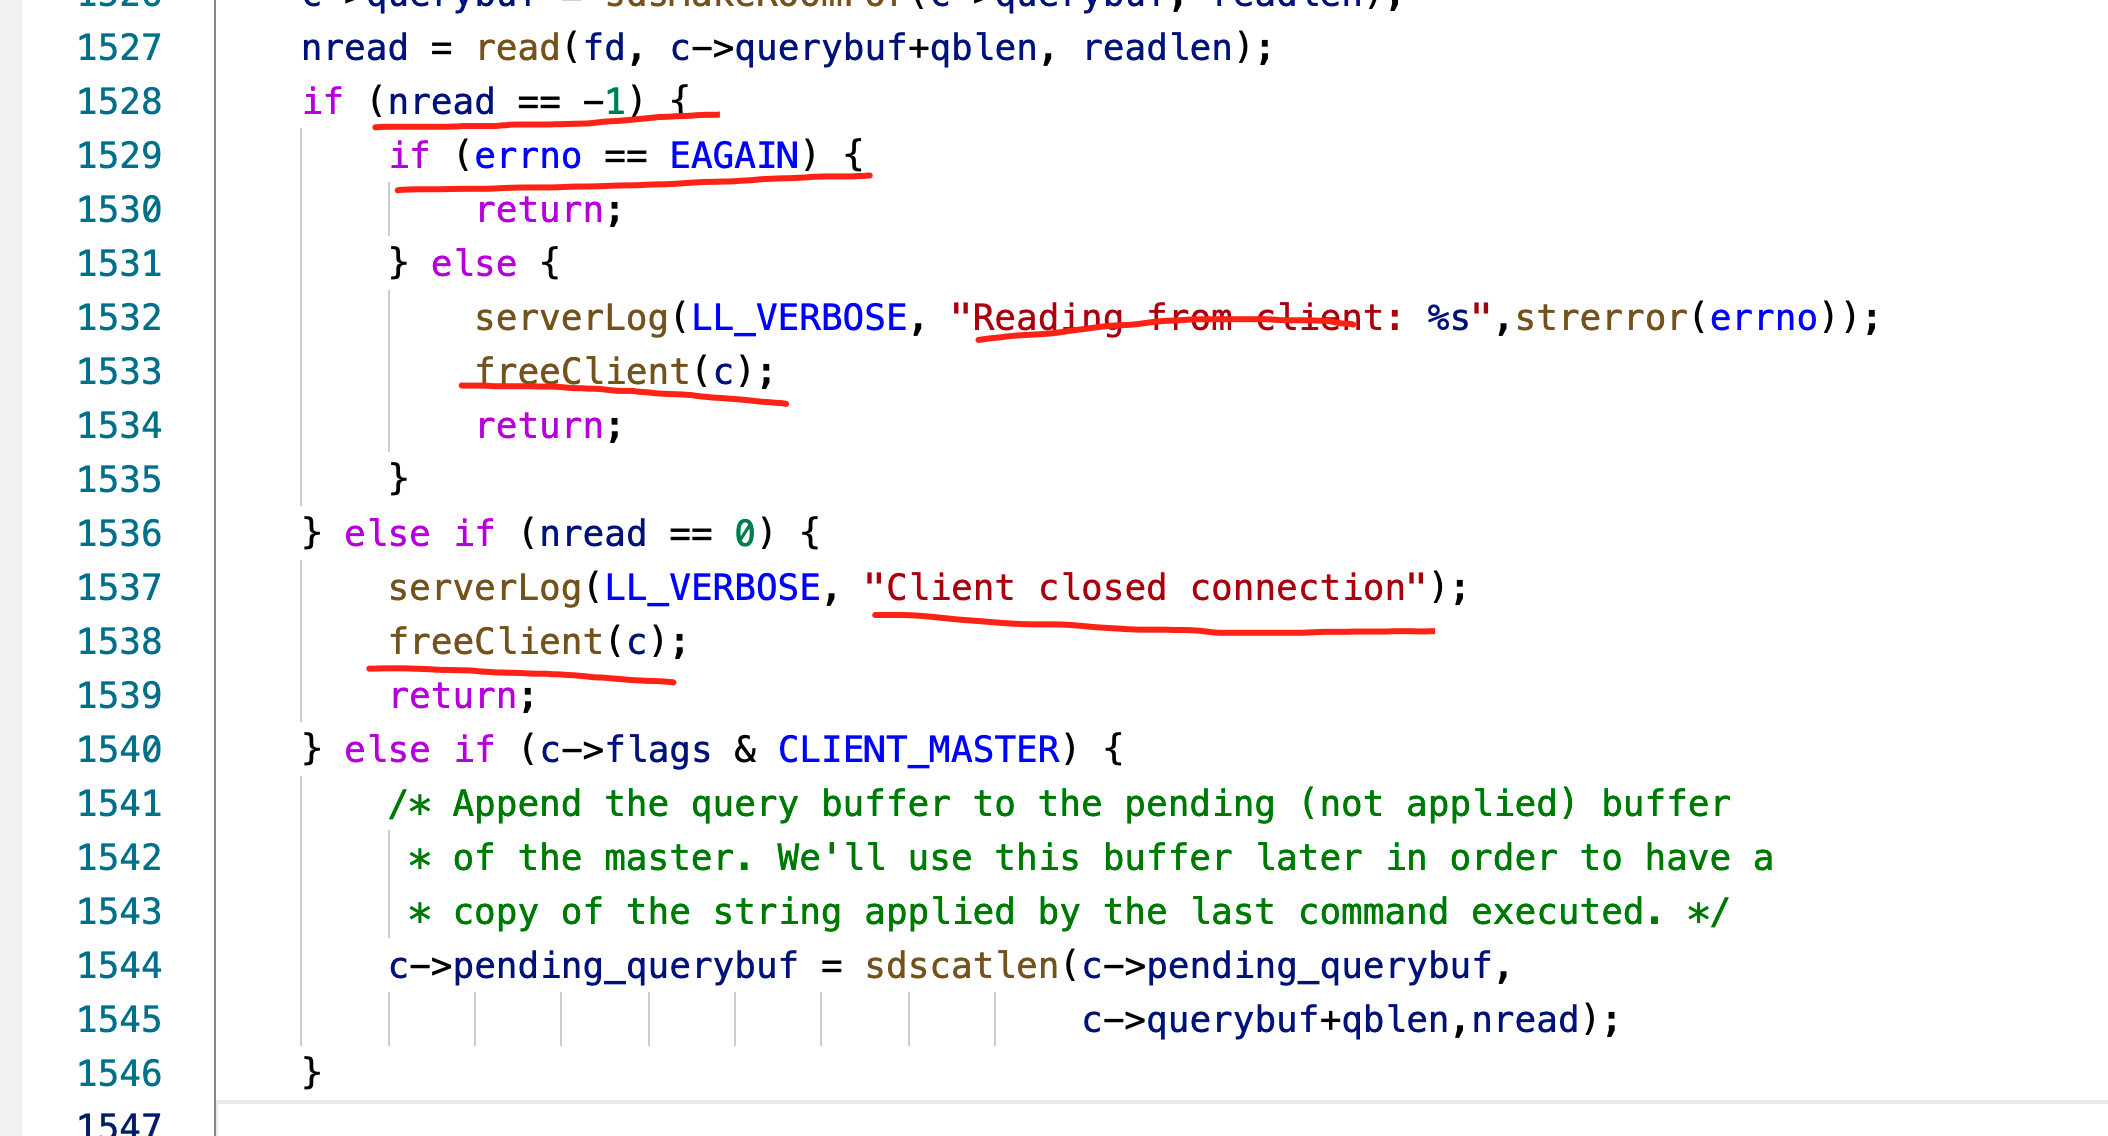 1526 c->querybuf = sdsMakeRoomFor(c->querybuf, readlen);
1527 nread = read(fd, c->querybuf+qblen, readlen);
1528 if (nread == -1) {
1529 if (errno == EAGAIN) {
1530 return;
1531 } else {
1532 serverLog(LL_VERBOSE, "Reading from client: %s",strerror(errno));
1533 freeClient(c);
1534 return;
1535 }
1536 } else if (nread == 0) {
1537 serverLog(LL_VERBOSE, "Client closed connection");
1538 freeClient(c);
1539 return;
1540 } else if (c->flags & CLIENT_MASTER) {
1541 /* Append the query buffer to the pending (not applied) buffer
1542 * of the master. We'll use this buffer later in order to have a
1543 * copy of the string applied by the last command executed. */
1544 c->pending_querybuf = sdscatlen(c->pending_querybuf,
1545 c->querybuf+qblen,nread);
1546 }
1547